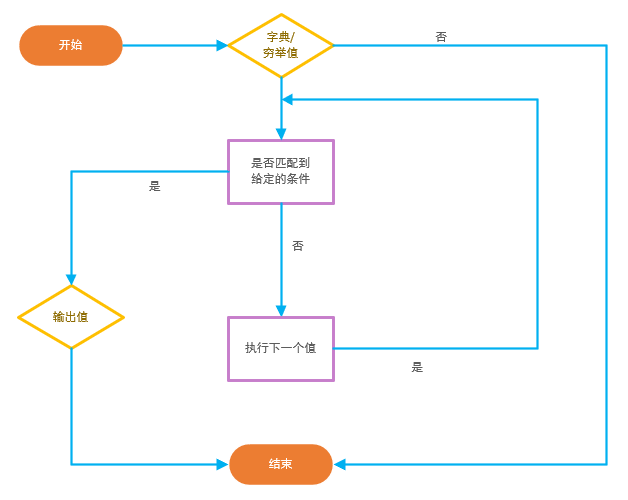 开始
字典/
穷举值
否
是否匹配到
给定的条件
是
否
输出值
执行下一个值
是
结束